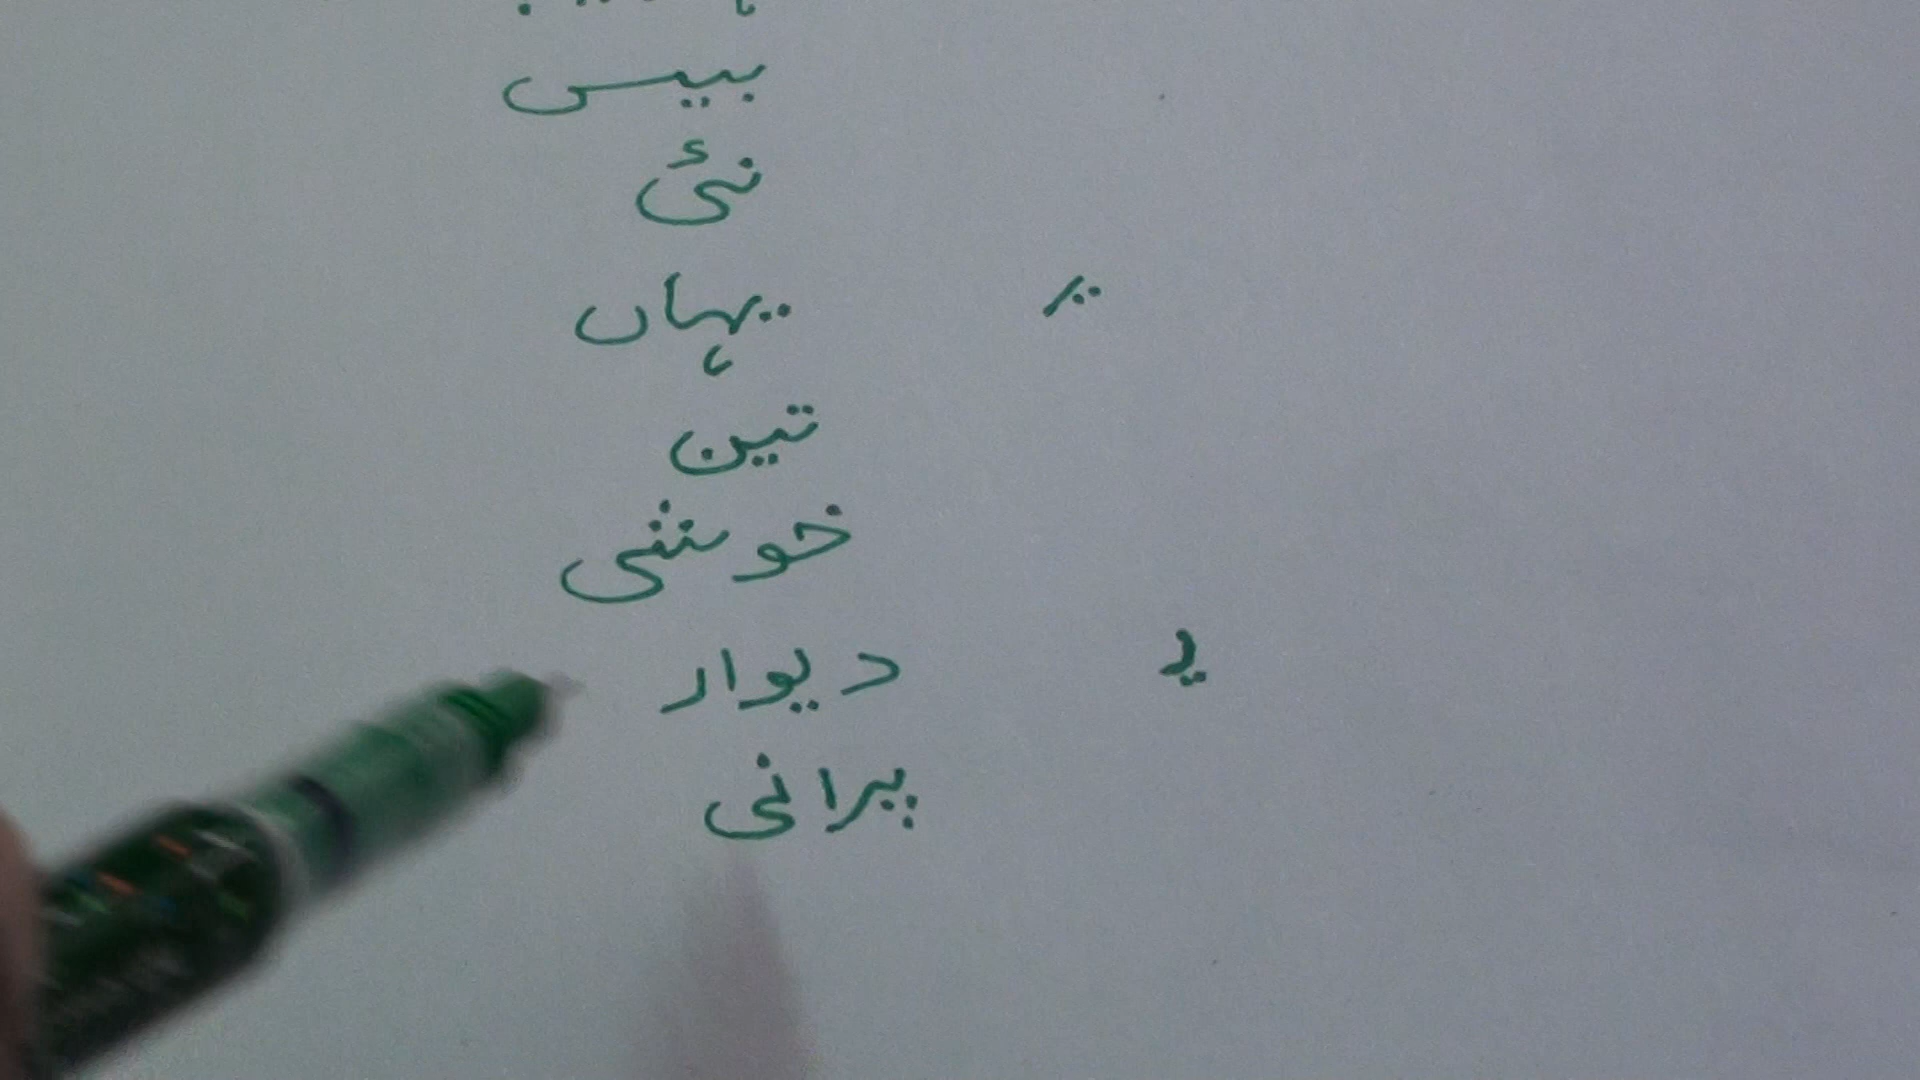 بیس
نئی
یہاں
تین
خوشی
دیوار
پرانی